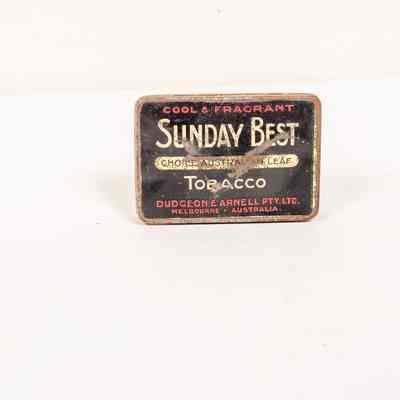 COOL & FRAGRANT
SUNDAY BEST
CHOICE AUSTRALIAN LEAF
TOBACCO
DUDGEON & ARNELL PTY. LTD.
MELBOURNE - AUSTRALIA.